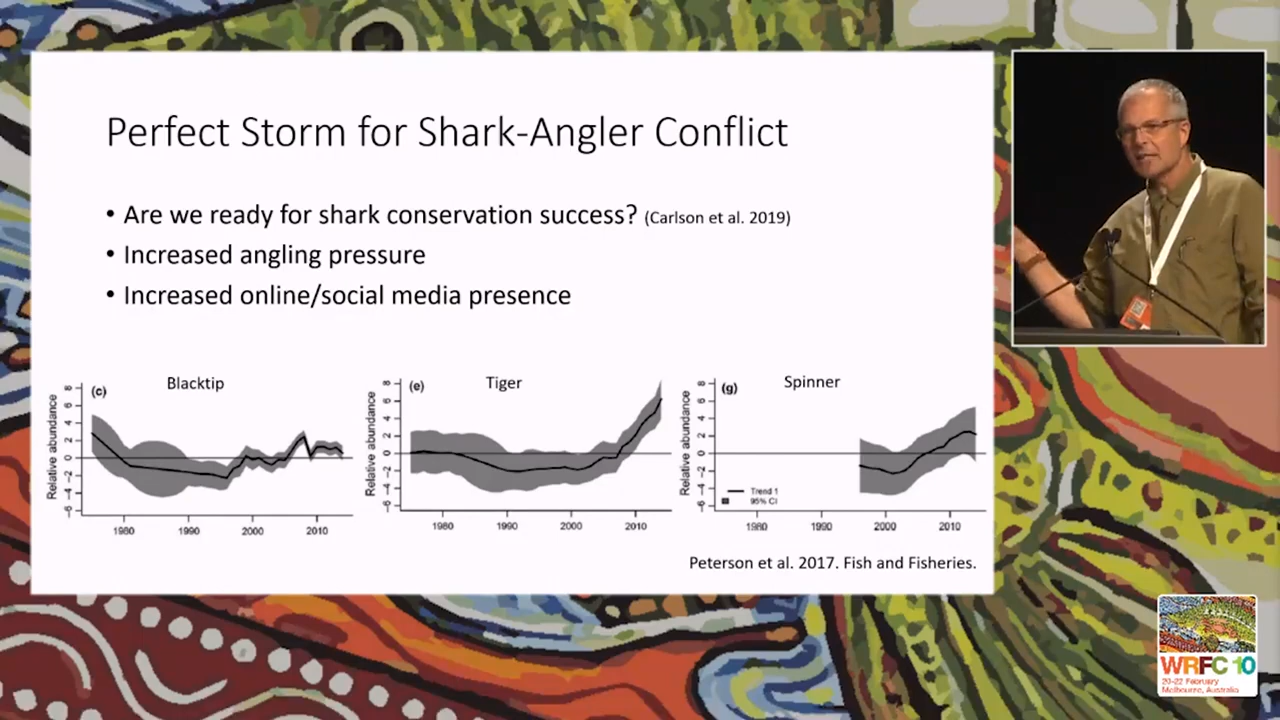 Perfect Storm for Shark-Angler Conflict
• Are we ready for shark conservation success? (Carlson et al. 2019)
• Increased angling pressure
• Increased online/social media presence
(c) Blacktip
Relative abundance
8
6
4
2
0
-2
-4
-6
1980 1990 2000 2010
(e) Tiger
Relative abundance
8
6
4
2
0
-2
-4
-6
1980 1990 2000 2010
(g) Spinner
Relative abundance
8
6
4
2
0
-2
-4
-6
Trend 1
95% CI
1980 1990 2000 2010
Peterson et al. 2017. Fish and Fisheries.
WRFC 10
20-22 February
Melbourne, Australia